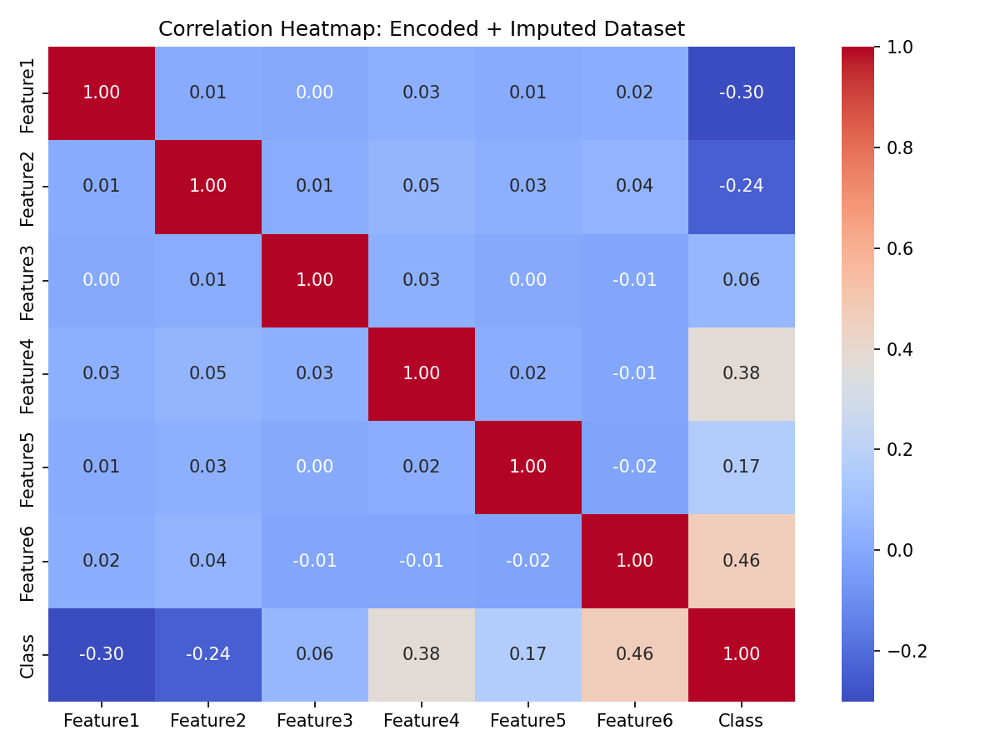 Correlation Heatmap: Encoded + Imputed Dataset
Feature1 1.00 0.01 0.00 0.03 0.01 0.02 -0.30
Feature2 0.01 1.00 0.01 0.05 0.03 0.04 -0.24
Feature3 0.00 0.01 1.00 0.03 0.00 -0.01 0.06
Feature4 0.03 0.05 0.03 1.00 0.02 -0.01 0.38
Feature5 0.01 0.03 0.00 0.02 1.00 -0.02 0.17
Feature6 0.02 0.04 -0.01 -0.01 -0.02 1.00 0.46
Class -0.30 -0.24 0.06 0.38 0.17 0.46 1.00
Feature1 Feature2 Feature3 Feature4 Feature5 Feature6 Class
1.0
0.8
0.6
0.4
0.2
0.0
−0.2